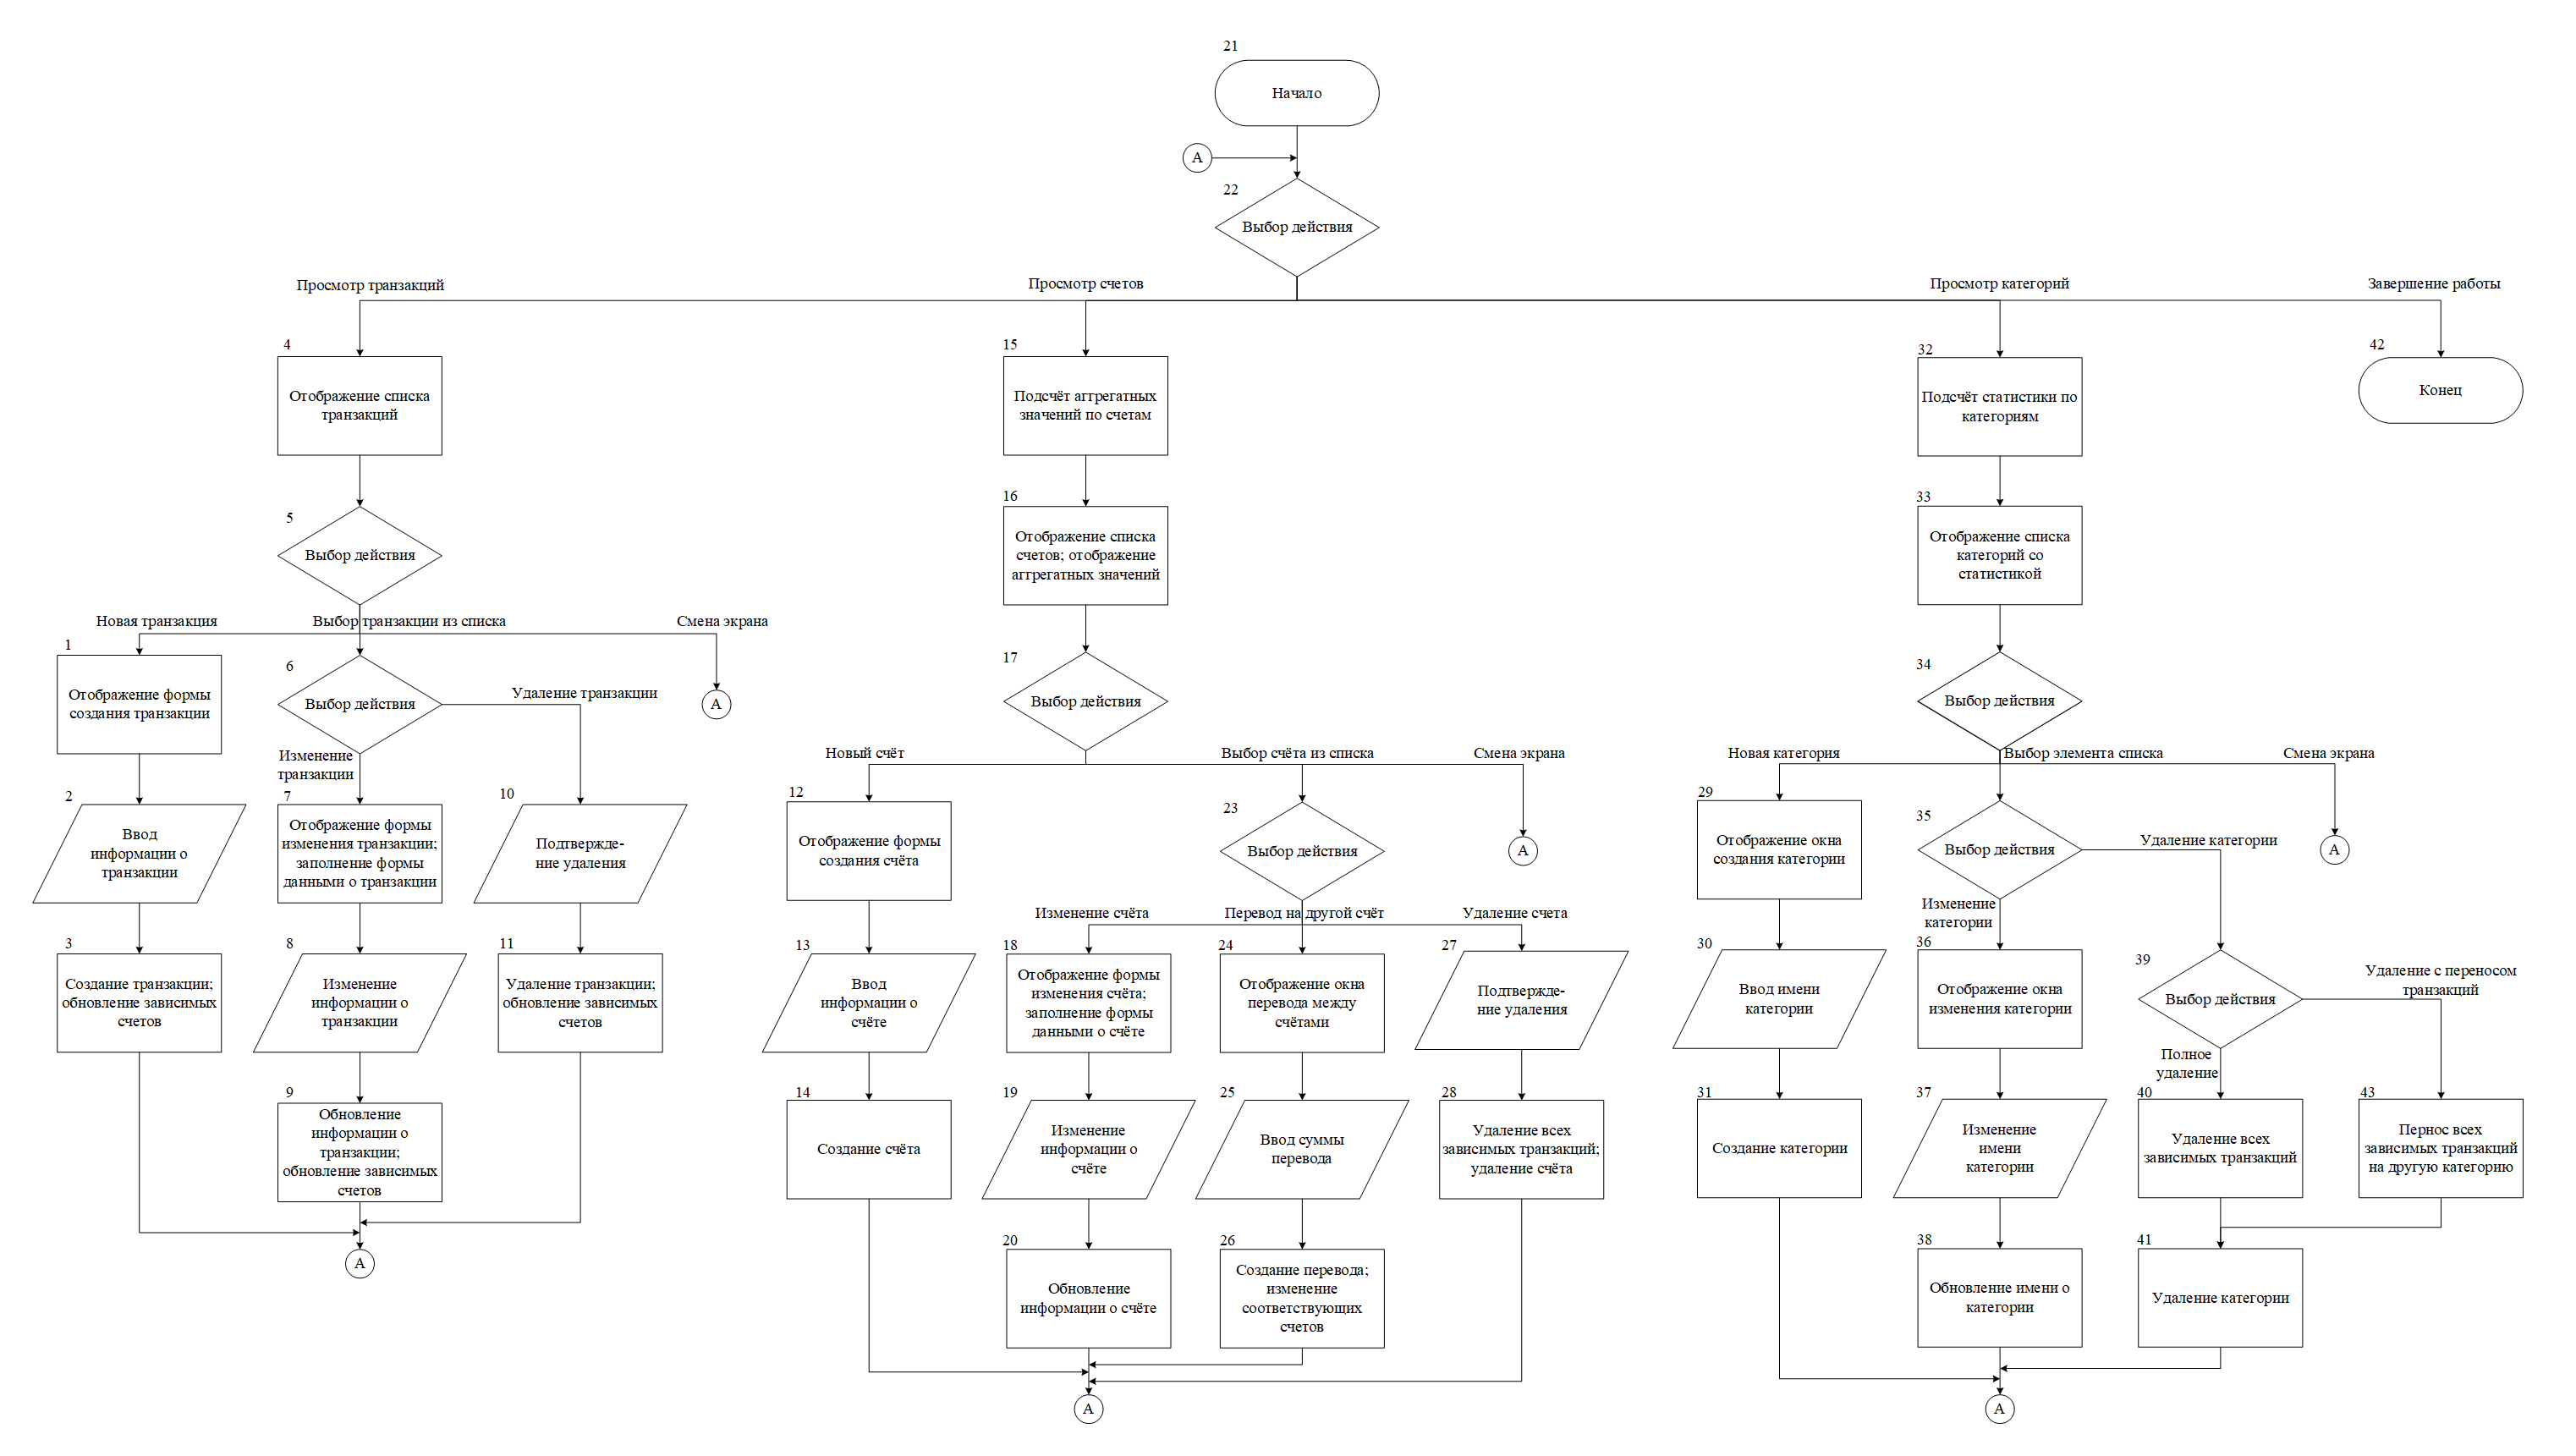 21
Начало
А
22
Выбор действия
Просмотр транзакций
Просмотр счетов
Просмотр категорий
Завершение работы
4
Отображение списка
транзакций
15
Подсчёт аггрегатных
значений по счетам
32
Подсчёт статистики по
категориям
42
Конец
5
Выбор действия
16
Отображение списка
счетов; отображение
аггрегатных значений
33
Отображение списка
категорий со
статистикой
Новая транзакция
Выбор транзакции из списка
Смена экрана
1
Отображение формы
создания транзакции
6
Выбор действия
Удаление транзакции
А
Изменение
транзакции
17
Выбор действия
34
Выбор действия
Новый счёт
Выбор счёта из списка
Смена экрана
Новая категория
Выбор элемента списка
Смена экрана
2
Ввод
информации о
транзакции
7
Отображение формы
изменения транзакции;
заполнение формы
данными о транзакции
10
Подтвержде-
ние удаления
12
Отображение формы
создания счёта
23
Выбор действия
А
29
Отображение окна
создания категории
35
Выбор действия
Удаление категории
А
Изменение
категории
Изменение счёта
Перевод на другой счёт
Удаление счета
3
Создание транзакции;
обновление зависимых
счетов
8
Изменение
информации о
транзакции
11
Удаление транзакции;
обновление зависимых
счетов
13
Ввод
информации о
счёте
18
Отображение формы
изменения счёта;
заполнение формы
данными о счёте
24
Отображение окна
перевода между
счётами
27
Подтвержде-
ние удаления
30
Ввод имени
категории
36
Отображение окна
изменения категории
39
Выбор действия
Удаление с переносом
транзакций
Полное
удаление
9
Обновление
информации о
транзакции;
обновление зависимых
счетов
14
Создание счёта
19
Изменение
информации о
счёте
25
Ввод суммы
перевода
28
Удаление всех
зависимых транзакций;
удаление счёта
31
Создание категории
37
Изменение
имени
категории
40
Удаление всех
зависимых транзакций
43
Пернос всех
зависимых транзакций
на другую категорию
А
20
Обновление
информации о счёте
26
Создание перевода;
изменение
соответствующих
счетов
38
Обновление имени о
категории
41
Удаление категории
А
А